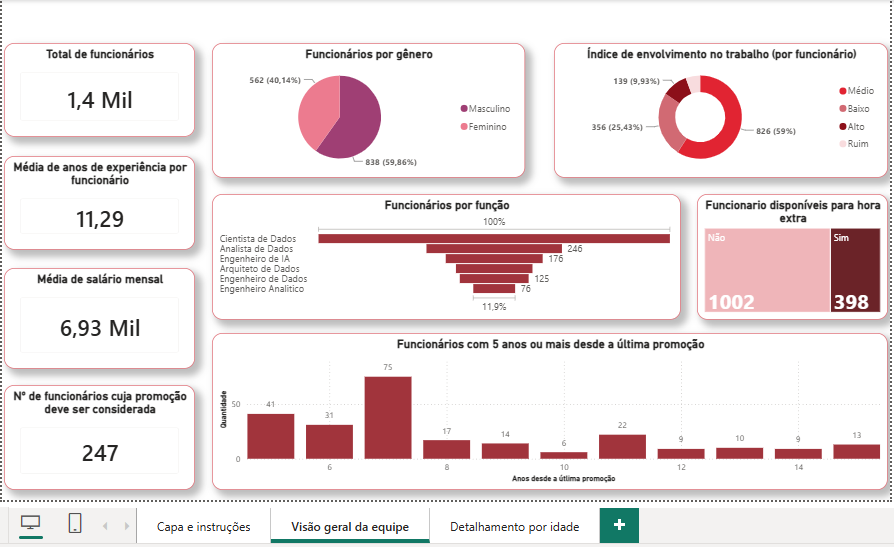 Total de funcionários
1,4 Mil
Média de anos de experiência por
funcionário
11,29
Média de salário mensal
6,93 Mil
Nº de funcionários cuja promoção
deve ser considerada
247
Funcionários por gênero
562 (40,14%)
838 (59,86%)
Masculino
Feminino
Índice de envolvimento no trabalho (por funcionário)
139 (9,93%)
356 (25,43%)
826 (59%)
Médio
Baixo
Alto
Ruim
Funcionários por função
100%
Cientista de Dados
Analista de Dados 246
Engenheiro de IA 176
Arquiteto de Dados
Engenheiro de Dados 125
Engenheiro Analitico 76
11,9%
Funcionario disponíveis para hora
extra
Não
Sim
1002
398
Funcionários com 5 anos ou mais desde a última promoção
Quantidade
50
0
41
31
75
17
14
6
22
9
10
9
13
6
8
10
12
14
Anos desde a útlima promoção
Capa e instruções
Visão geral da equipe
Detalhamento por idade
+